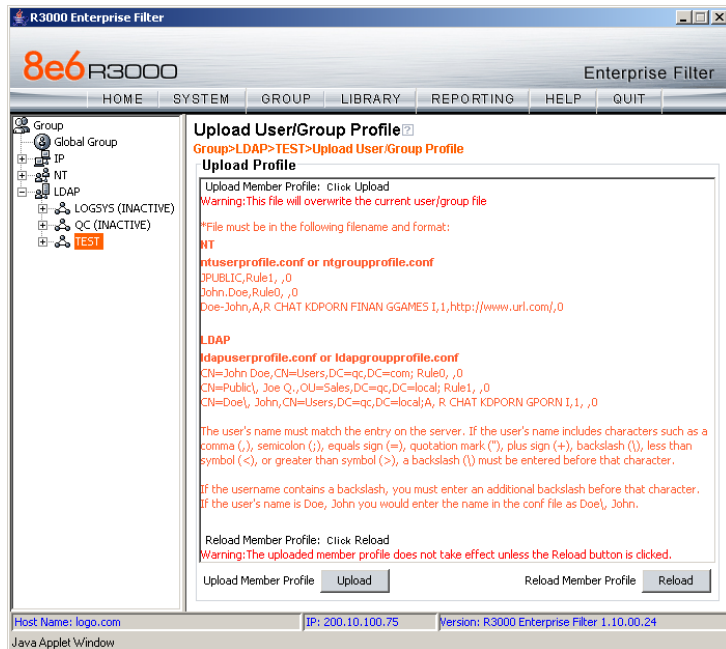 R3000 Enterprise Filter
8e6 R3000
Enterprise Filter
HOME SYSTEM GROUP LIBRARY REPORTING HELP QUIT
Group
Global Group
IP
NT
LDAP
LOGSYS (INACTIVE)
QC (INACTIVE)
TEST
Upload User/Group Profile ?
Group>LDAP>TEST>Upload User/Group Profile
Upload Profile
Upload Member Profile: Click Upload
Warning:This file will overwrite the current user/group file
*File must be in the following filename and format:
NT
ntuserprofile.conf or ntgroupprofile.conf
JPUBLIC,Rule1, ,0
John.Doe,Rule0, ,0
Doe-John,A,R CHAT KDPORN FINAN GGAMES I,1,http://www.url.com/,0
LDAP
ldapuserprofile.conf or ldapgroupprofile.conf
CN=John Doe,CN=Users,DC=qc,DC=com; Rule0, ,0
CN=Public\, Joe Q.,OU=Sales,DC=qc,DC=local; Rule1, ,0
CN=Doe\, John,CN=Users,DC=qc,DC=local;A, R CHAT KDPORN GPORN I,1, ,0
The user's name must match the entry on the server. If the user's name includes characters such as a
comma (,), semicolon (;), equals sign (=), quotation mark ("), plus sign (+), backslash (\), less than
symbol (<), or greater than symbol (>), a backslash (\) must be entered before that character.
If the username contains a backslash, you must enter an additional backslash before that character.
If the user's name is Doe, John you would enter the name in the conf file as Doe\, John.
Reload Member Profile: Click Reload
Warning:The uploaded member profile does not take effect unless the Reload button is clicked.
Upload Member Profile Upload Reload Member Profile Reload
Host Name: logo.com IP: 200.10.100.75 Version: R3000 Enterprise Filter 1.10.00.24
Java Applet Window